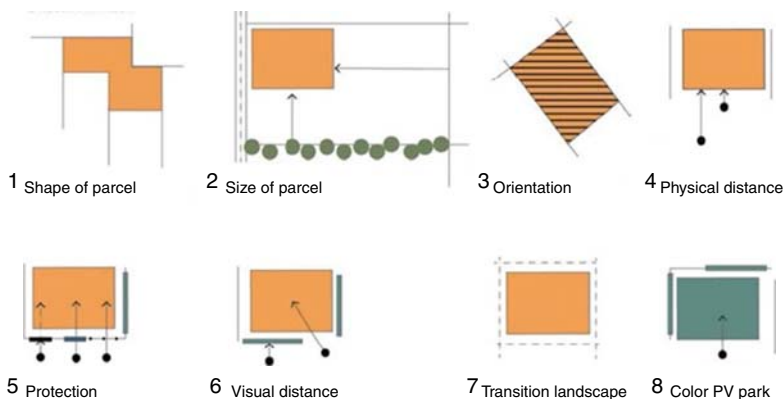 1 Shape of parcel
2 Size of parcel
3 Orientation
4 Physical distance
5 Protection
6 Visual distance
7 Transition landscape
8 Color PV park